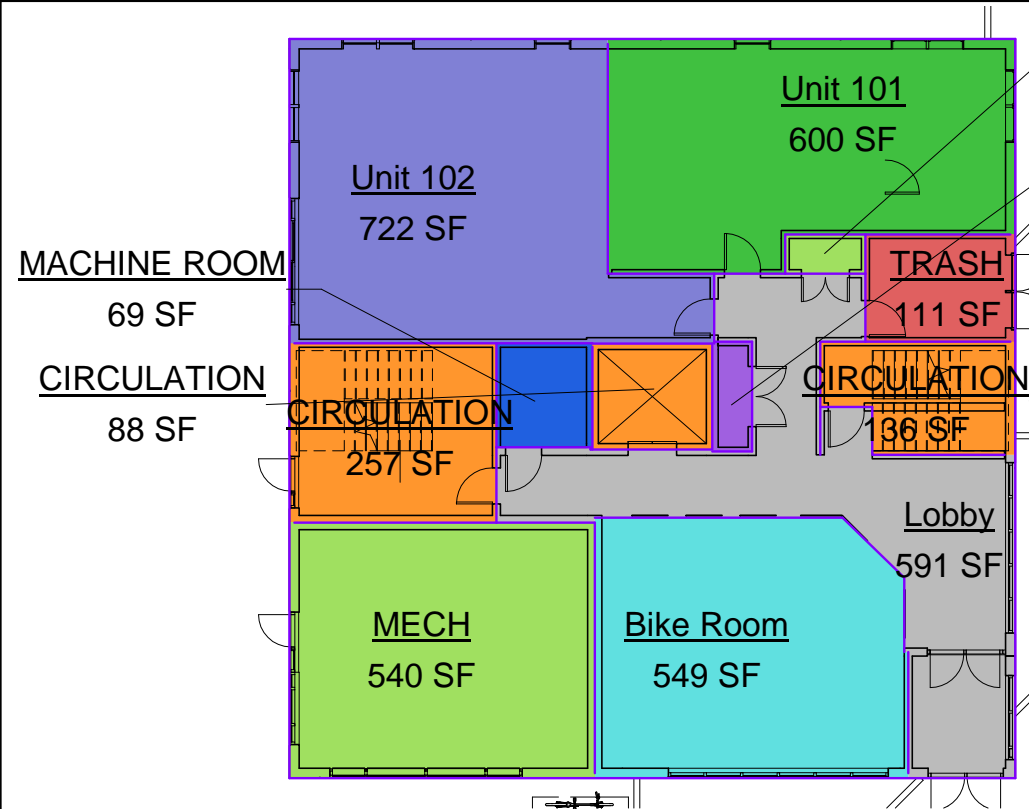 Unit 101
600 SF
Unit 102
722 SF
MACHINE ROOM
69 SF
TRASH
111 SF
CIRCULATION
88 SF
CIRCULATION
257 SF
CIRCULATION
136 SF
Lobby
591 SF
MECH
540 SF
Bike Room
549 SF